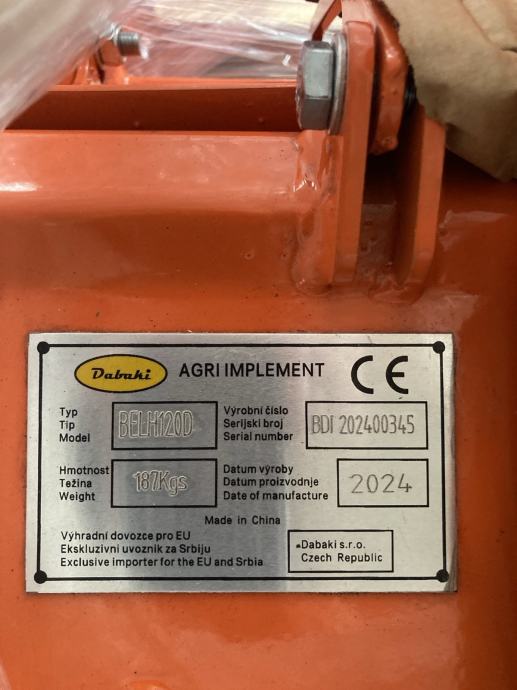 Dabaki AGRI IMPLEMENT CE
Typ
Tip
Model
BELH120D
Výrobní číslo
Serijski broj
Serial number
BDI 202400345
Hmotnost
Težina
Weight
187Kgs
Datum výroby
Datum proizvodnje
Date of manufacture
2024
Made in China
Výhradní dovozce pro EU
Ekskluzivni uvoznik za Srbiju
Exclusive importer for the EU and Srbia
Dabaki s.r.o.
Czech Republic